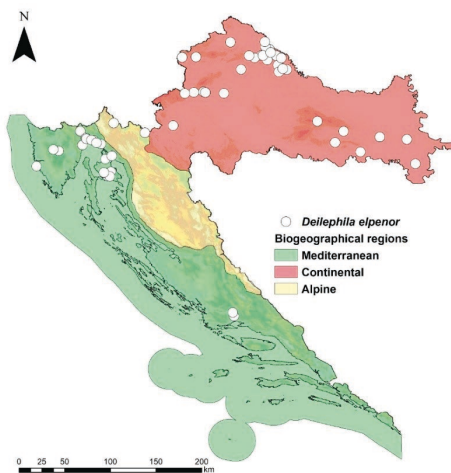 N
Deilephila elpenor
Biogeographical regions
Mediterranean
Continental
Alpine
0 25 50 100 150 200
km